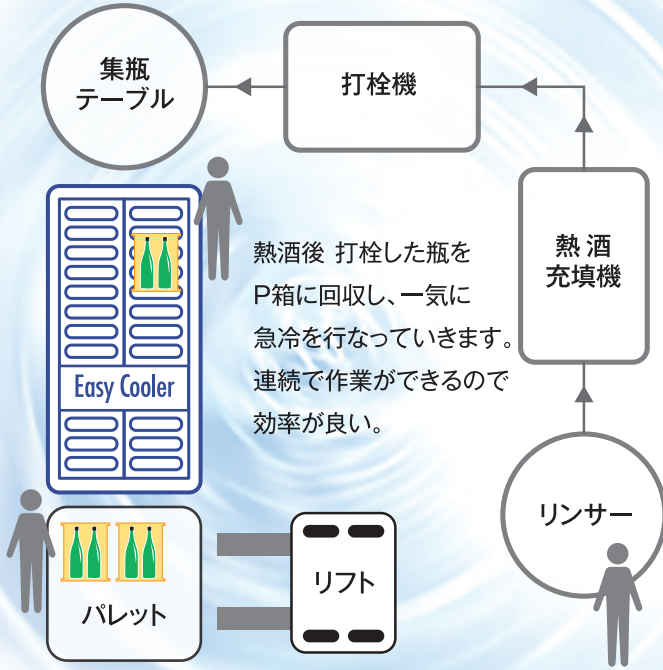 集瓶
テーブル
打栓機
熱酒
充填機
熱酒後 打栓した瓶を
P箱に回収し、一気に
急冷を行なっていきます。
連続で作業ができるので
効率が良い。
Easy Cooler
リンサー
パレット
リフト